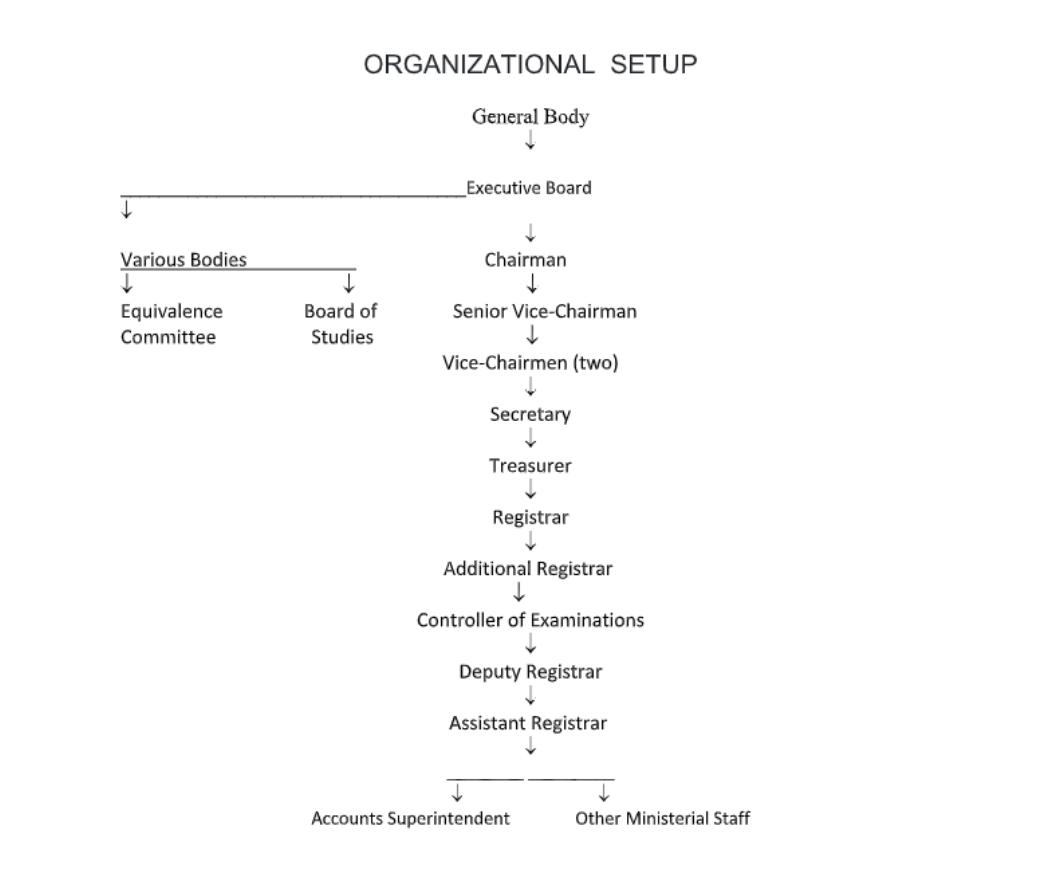 ORGANIZATIONAL SETUP
General Body
Executive Board
Various Bodies
Chairman
Equivalence
Committee
Board of
Studies
Senior Vice-Chairman
Vice-Chairmen (two)
Secretary
Treasurer
Registrar
Additional Registrar
Controller of Examinations
Deputy Registrar
Assistant Registrar
Accounts Superintendent
Other Ministerial Staff